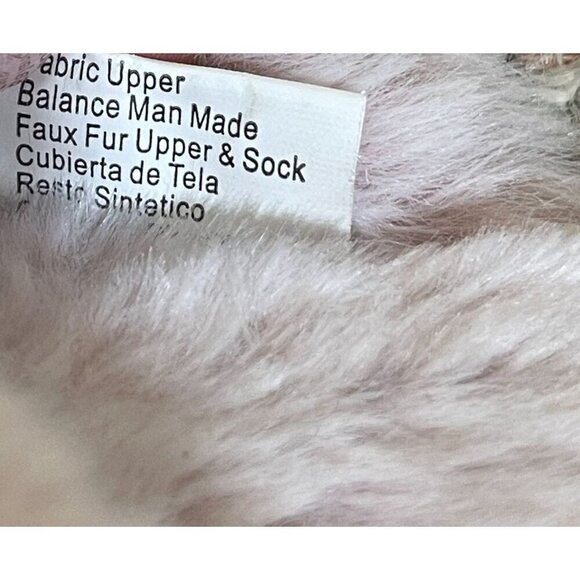 abric Upper
Balance Man Made
Faux Fur Upper & Sock
Cubierta de Tela
Resto Sintetico